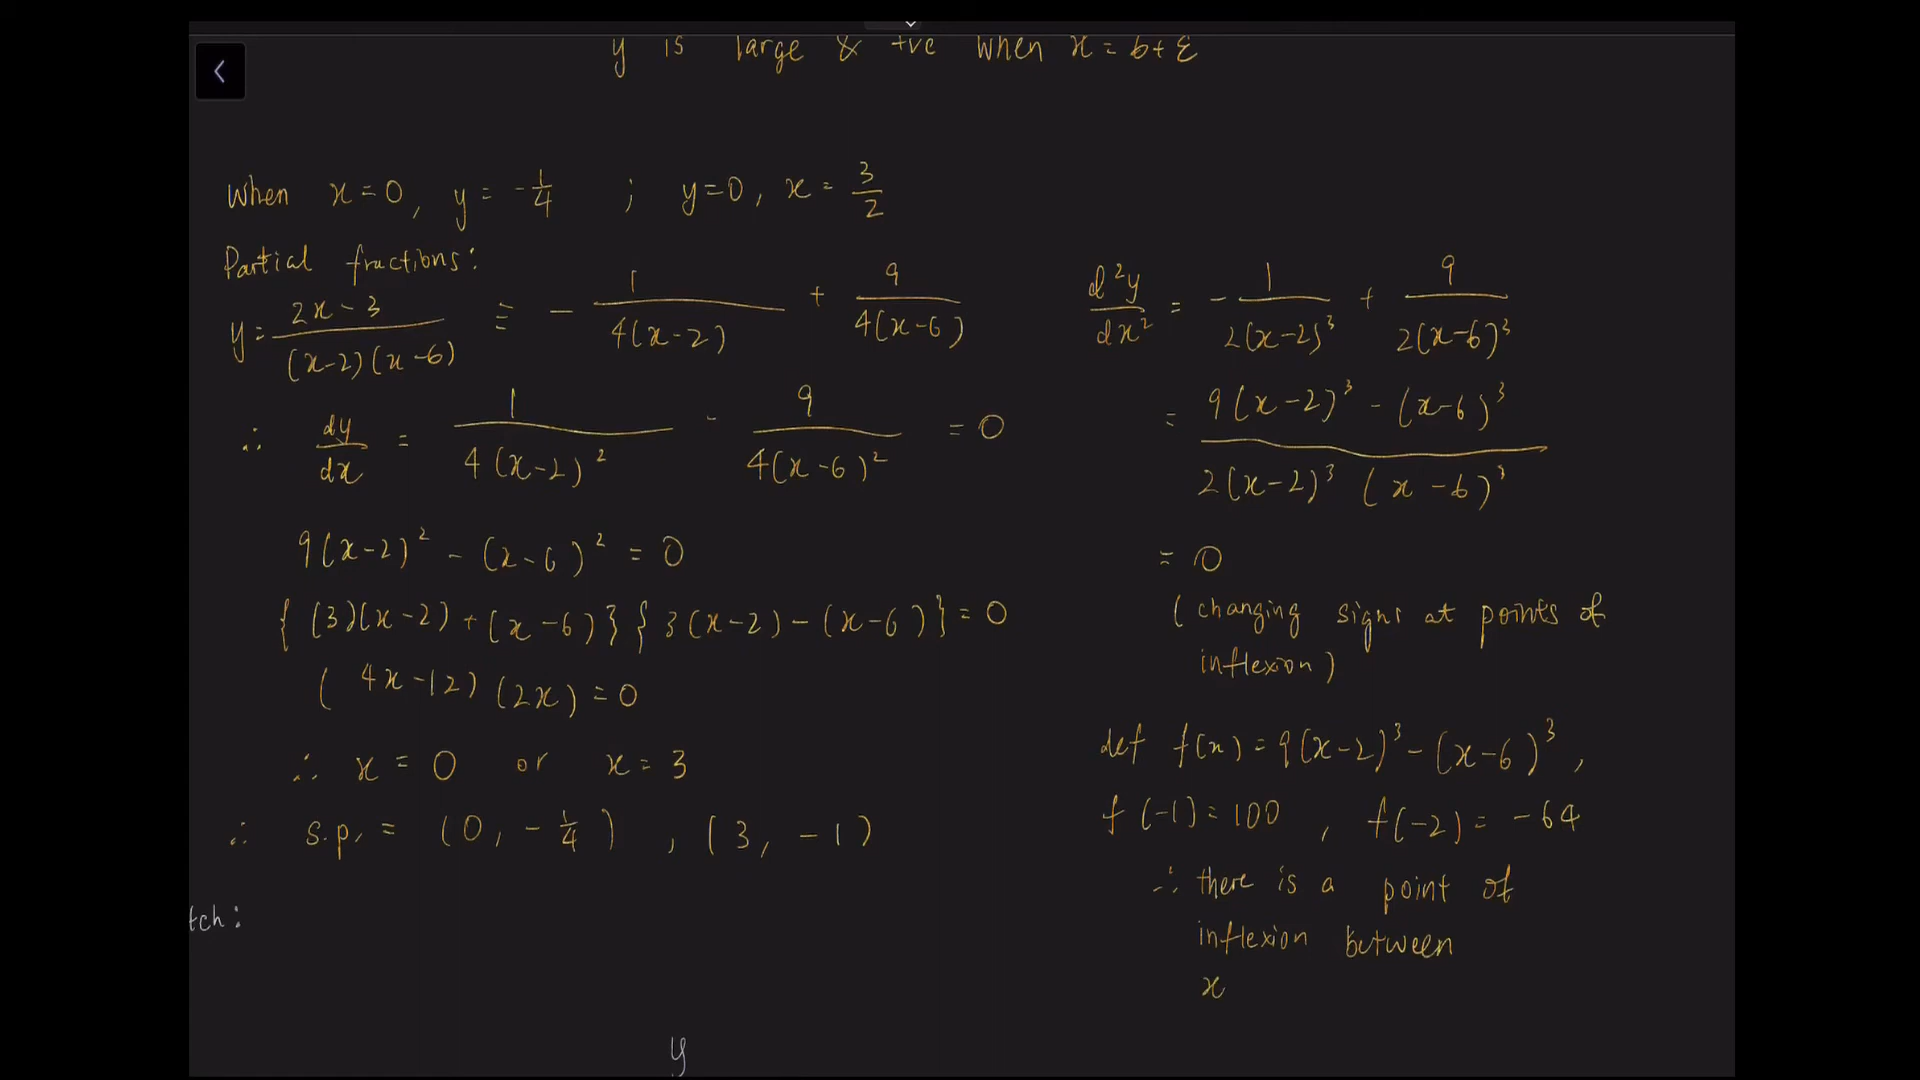 y is large & +ve when x = 6+ε
When x=0, y = -1/4 ; y=0, x = 3/2
Partial fractions:
y = (2x-3)/((x-2)(x-6)) ≡ - 1/(4(x-2)) + 9/(4(x-6))
∴ dy/dx = 1/(4(x-2)²) - 9/(4(x-6)²) = 0
9(x-2)² - (x-6)² = 0
{(3)(x-2)+(x-6)}{3(x-2)-(x-6)} = 0
(4x-12)(2x) = 0
∴ x = 0 or x = 3
∴ s.p. = (0, -1/4), (3, -1)
tch:
y
d²y/dx² = - 1/(2(x-2)³) + 9/(2(x-6)³)
= (9(x-2)³ - (x-6)³)/(2(x-2)³ (x-6)³)
= 0
(changing signs at points of
inflexion)
def f(x) = 9(x-2)³ - (x-6)³,
f(-1) = 100, f(-2) = -64
∴ there is a point of
inflexion between
x